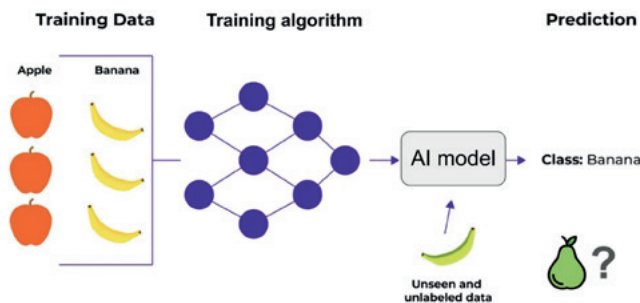 Training Data
Training algorithm
Prediction
Apple
Banana
AI model
Class: Banana
Unseen and
unlabeled data
?